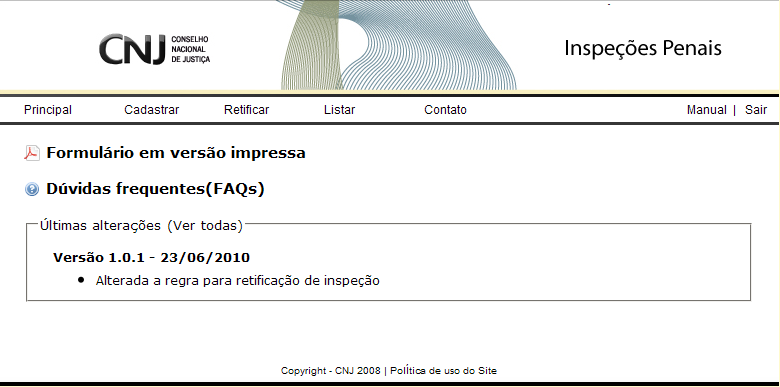 CNJ CONSELHO
NACIONAL
DE JUSTIÇA
Inspeções Penais
Principal Cadastrar Retificar Listar Contato Manual | Sair
Formulário em versão impressa
Dúvidas frequentes(FAQs)
Últimas alterações (Ver todas)
Versão 1.0.1 - 23/06/2010
Alterada a regra para retificação de inspeção
Copyright - CNJ 2008 | PolÍtica de uso do Site